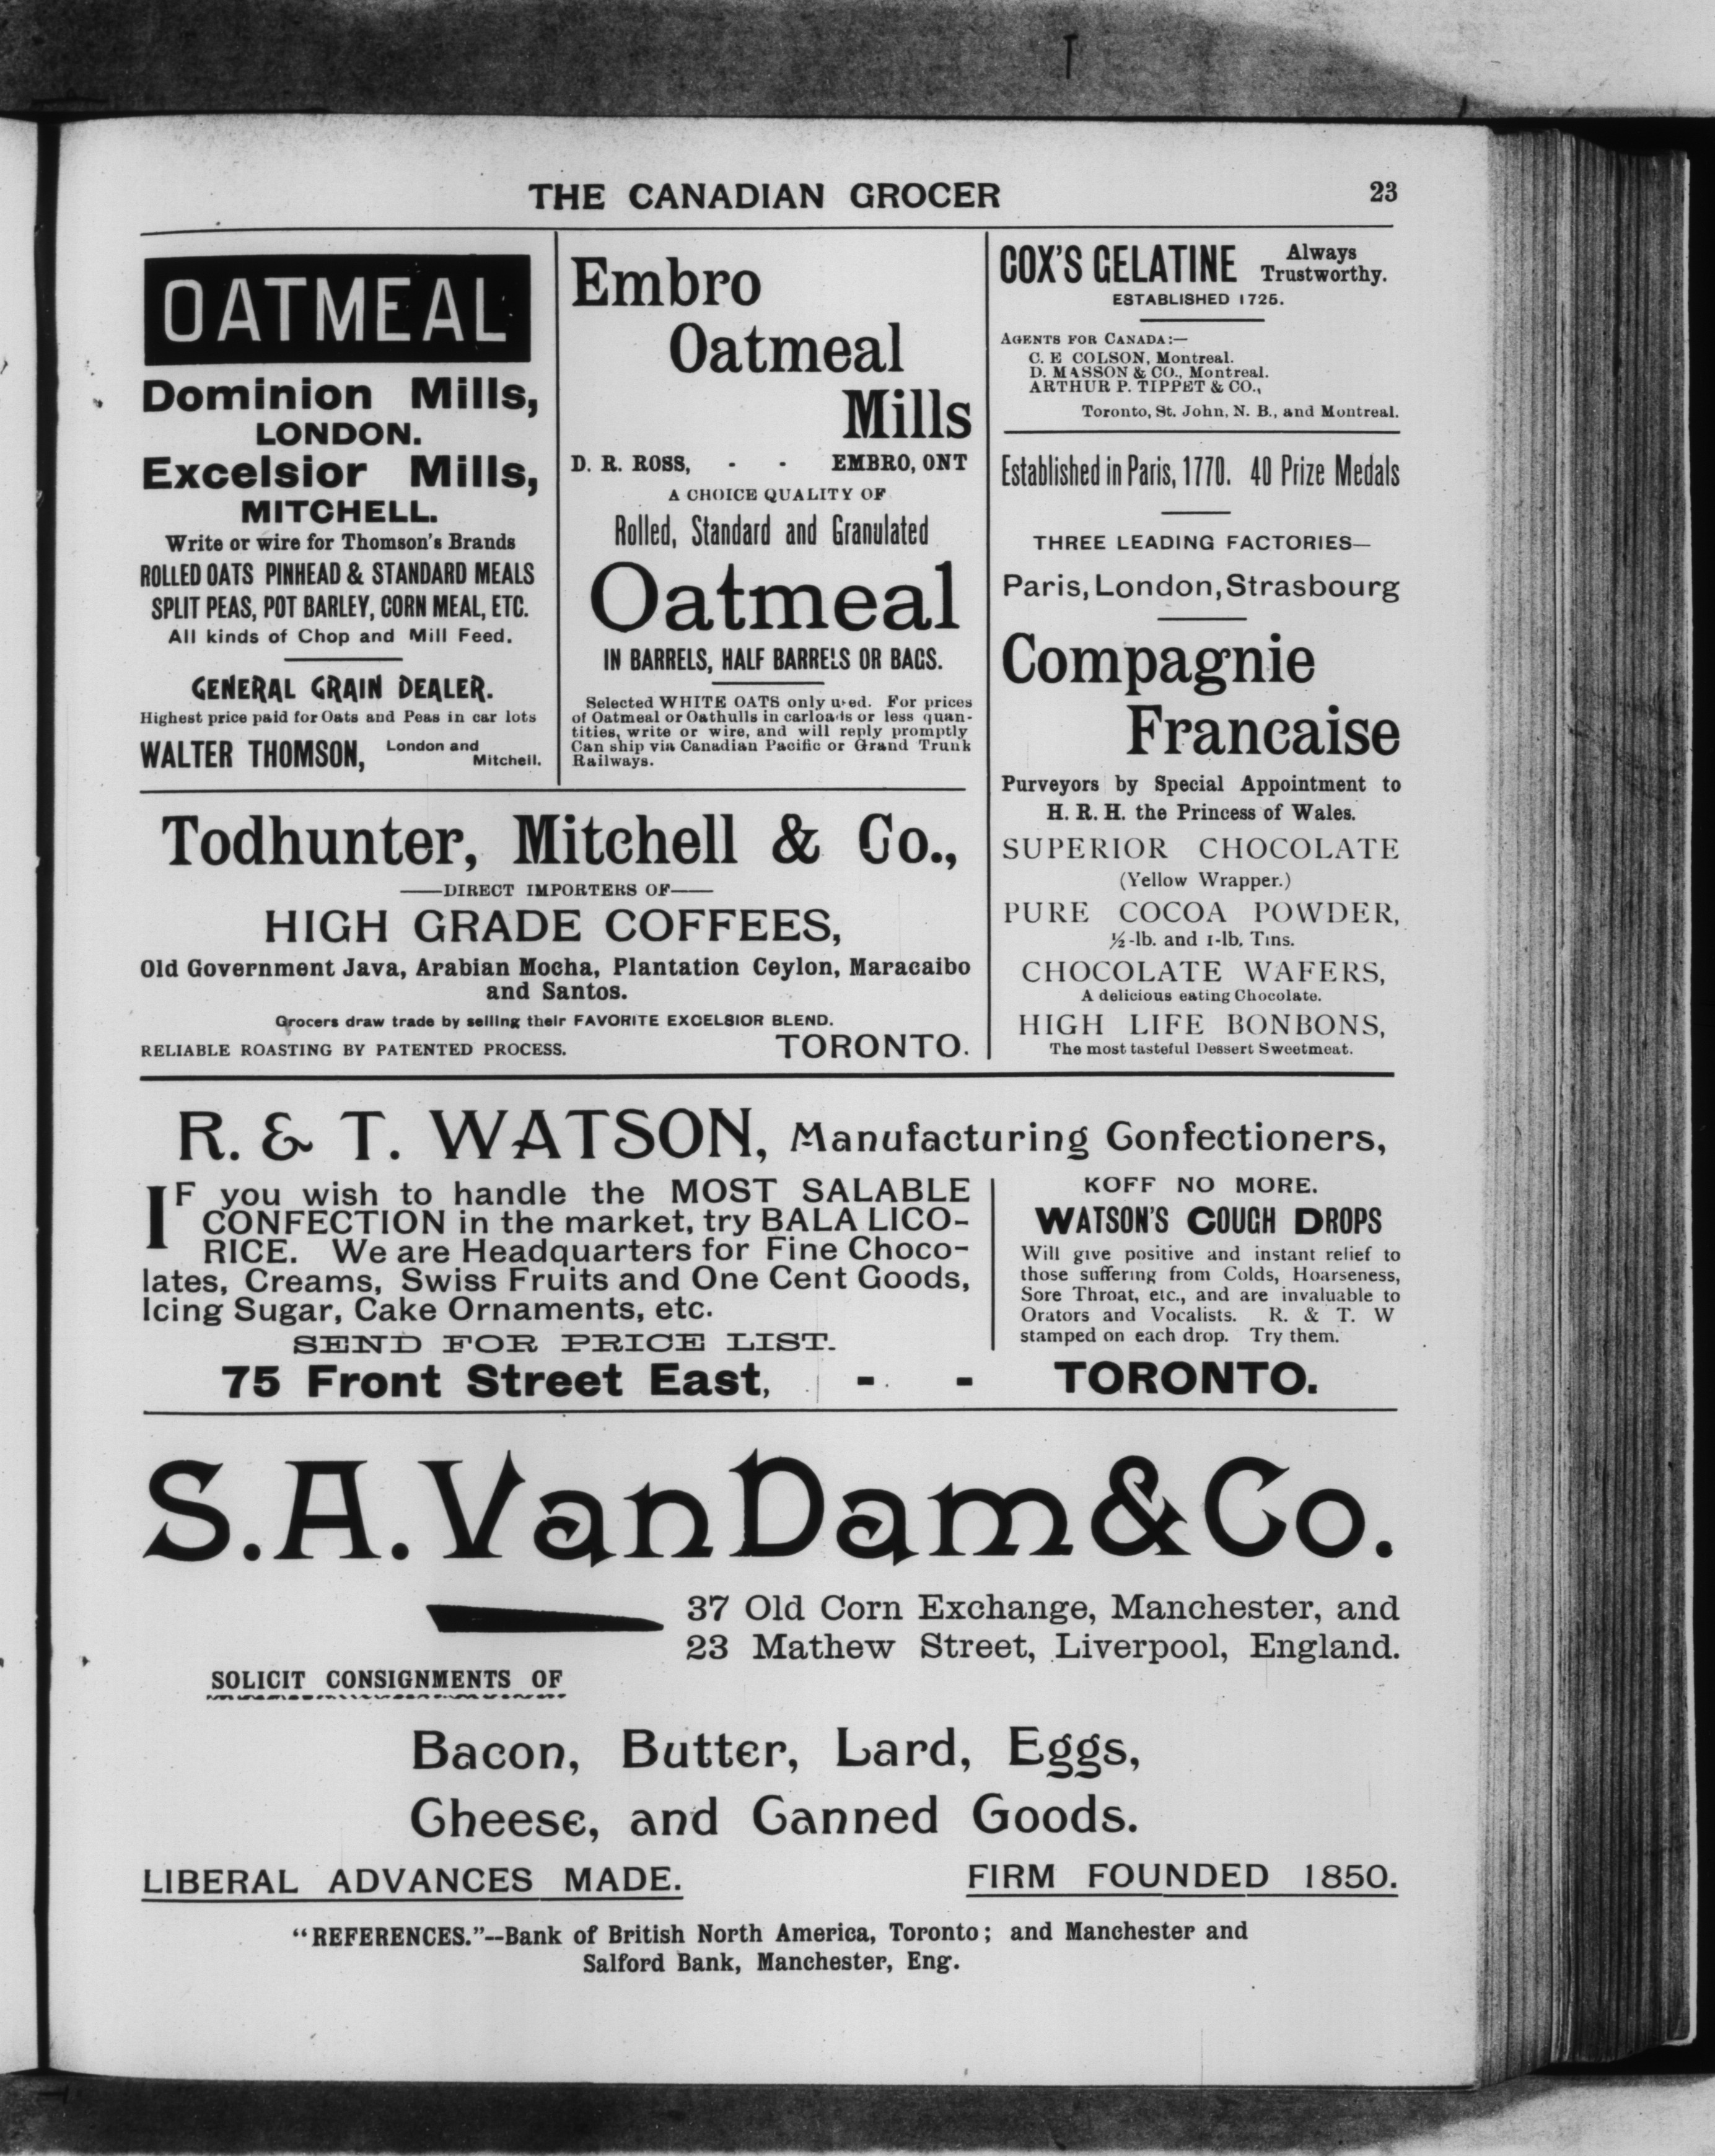 THE CANADIAN GROCER 23
OATMEAL
Dominion Mills,
LONDON.
Excelsior Mills,
MITCHELL.
Write or wire for Thomson's Brands
ROLLED OATS PINHEAD & STANDARD MEALS
SPLIT PEAS, POT BARLEY, CORN MEAL, ETC.
All kinds of Chop and Mill Feed.
GENERAL GRAIN DEALER.
Highest price paid for Oats and Peas in car lots
WALTER THOMSON, London and
Mitchell.
Embro
Oatmeal
Mills
D. R. ROSS, - - EMBRO, ONT
A CHOICE QUALITY OF
Rolled, Standard and Granulated
Oatmeal
IN BARRELS, HALF BARRELS OR BAGS.
Selected WHITE OATS only used. For prices
of Oatmeal or Oathulls in carloads or less quan-
tities, write or wire, and will reply promptly
Can ship via Canadian Pacific or Grand Trunk
Railways.
Todhunter, Mitchell & Co.,
——DIRECT IMPORTERS OF——
HIGH GRADE COFFEES,
Old Government Java, Arabian Mocha, Plantation Ceylon, Maracaibo
and Santos.
Grocers draw trade by selling their FAVORITE EXCELSIOR BLEND.
RELIABLE ROASTING BY PATENTED PROCESS. TORONTO.
COX'S GELATINE Always
Trustworthy.
ESTABLISHED 1725.
AGENTS FOR CANADA:—
C. E COLSON, Montreal.
D. MASSON & CO., Montreal.
ARTHUR P. TIPPET & CO.,
Toronto, St. John, N. B., and Montreal.
Established in Paris, 1770. 40 Prize Medals
THREE LEADING FACTORIES—
Paris, London, Strasbourg
Compagnie
Francaise
Purveyors by Special Appointment to
H. R. H. the Princess of Wales.
SUPERIOR CHOCOLATE
(Yellow Wrapper.)
PURE COCOA POWDER,
½-lb. and 1-lb. Tins.
CHOCOLATE WAFERS,
A delicious eating Chocolate.
HIGH LIFE BONBONS,
The most tasteful Dessert Sweetmeat.
R. & T. WATSON, Manufacturing Confectioners,
IF you wish to handle the MOST SALABLE
CONFECTION in the market, try BALA LICO-
RICE. We are Headquarters for Fine Choco-
lates, Creams, Swiss Fruits and One Cent Goods,
Icing Sugar, Cake Ornaments, etc.
SEND FOR PRICE LIST.
KOFF NO MORE.
WATSON'S COUGH DROPS
Will give positive and instant relief to
those suffering from Colds, Hoarseness,
Sore Throat, etc., and are invaluable to
Orators and Vocalists. R. & T. W
stamped on each drop. Try them.
75 Front Street East, - - TORONTO.
S. A. Van Dam & Co.
37 Old Corn Exchange, Manchester, and
23 Mathew Street, Liverpool, England.
SOLICIT CONSIGNMENTS OF
Bacon, Butter, Lard, Eggs,
Cheese, and Canned Goods.
LIBERAL ADVANCES MADE. FIRM FOUNDED 1850.
"REFERENCES."--Bank of British North America, Toronto; and Manchester and
Salford Bank, Manchester, Eng.